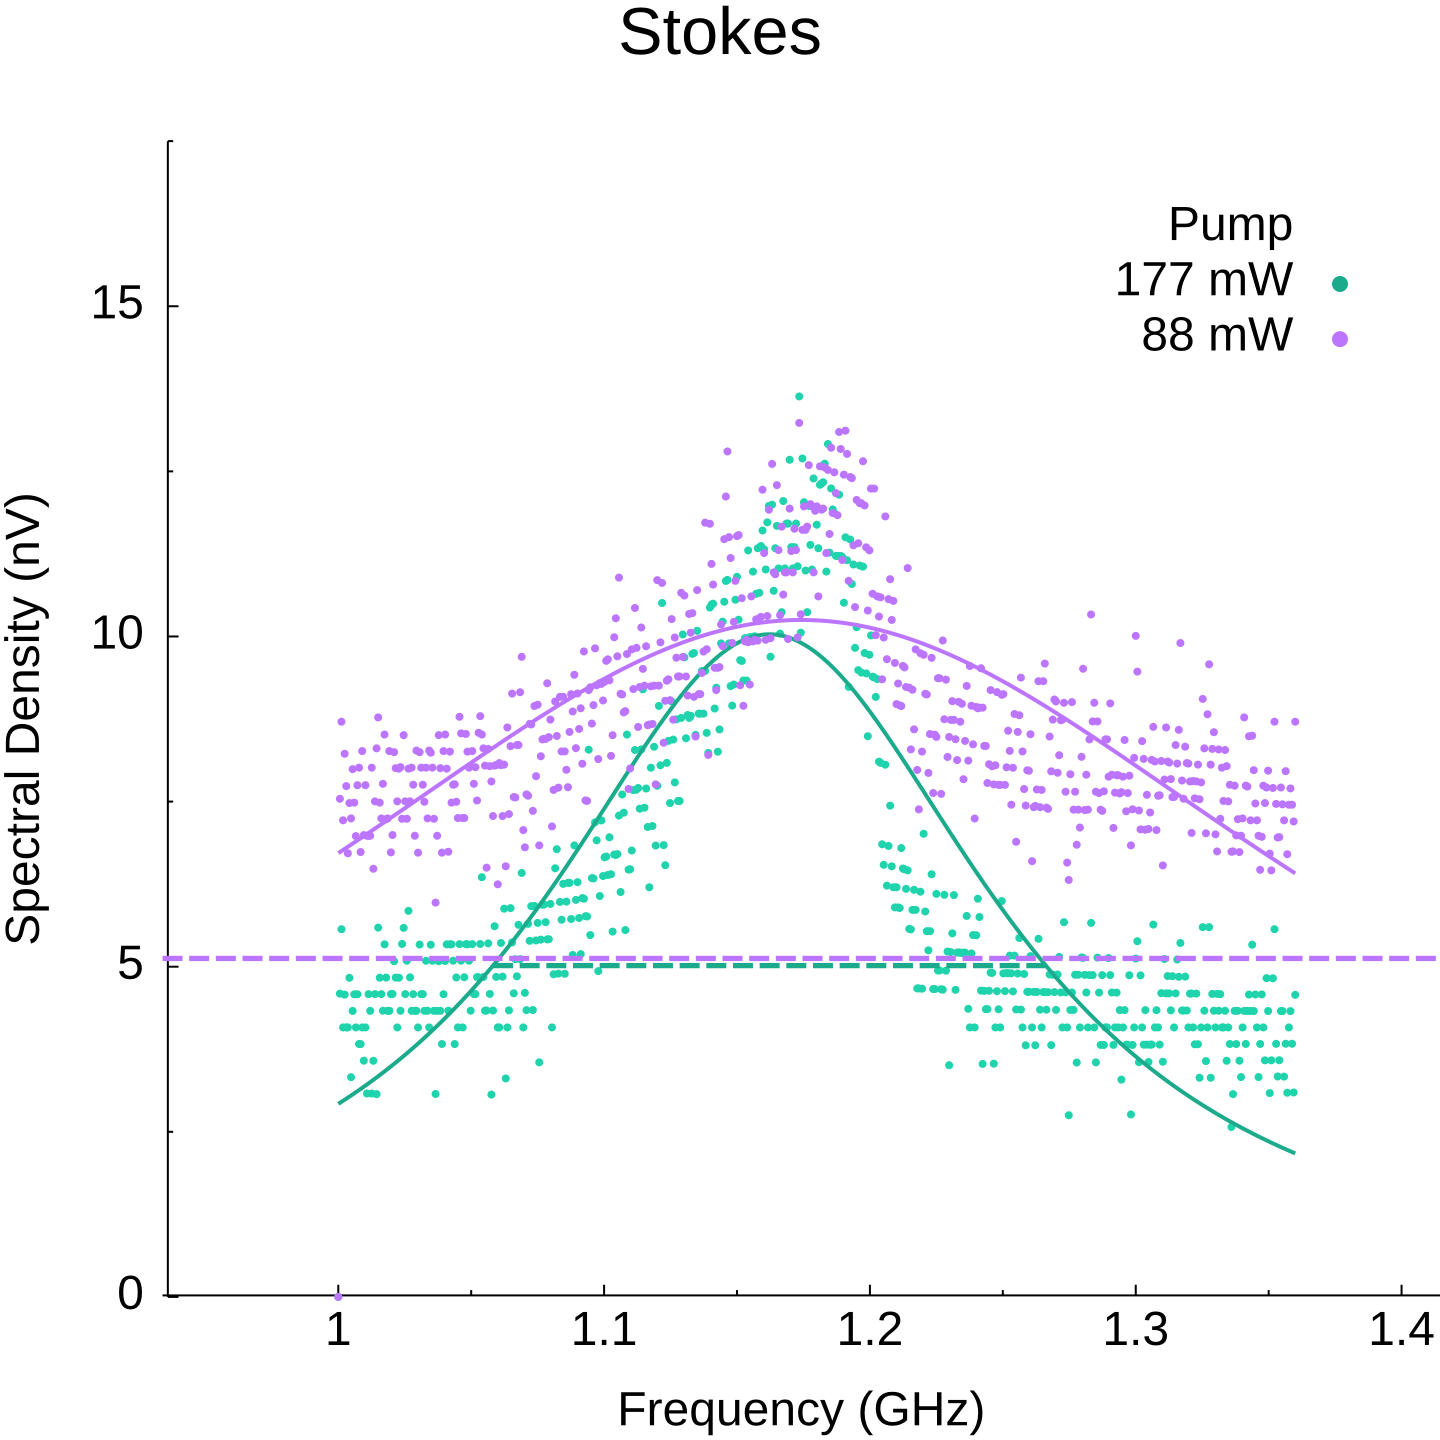 Stokes
Pump
177 mW
88 mW
15
10
5
0
Spectral Density (nV)
1 1.1 1.2 1.3 1.4
Frequency (GHz)